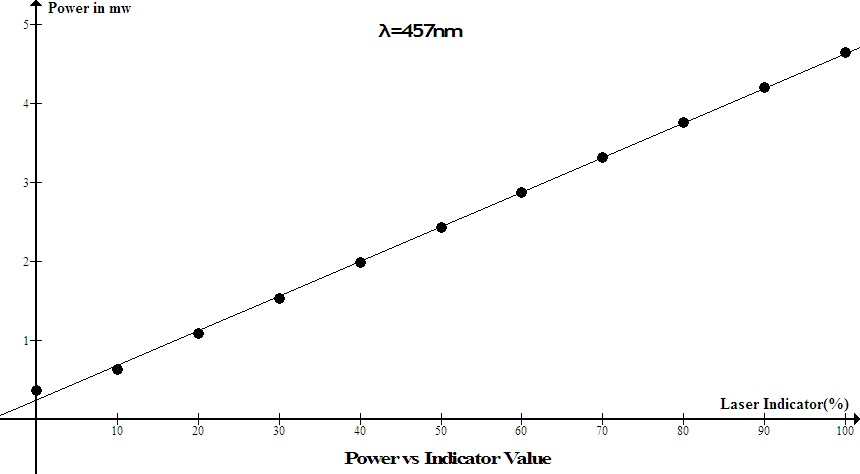 Power in mw
λ=457nm
5
4
3
2
1
Laser Indicator(%)
10 20 30 40 50 60 70 80 90 100
Power vs Indicator Value